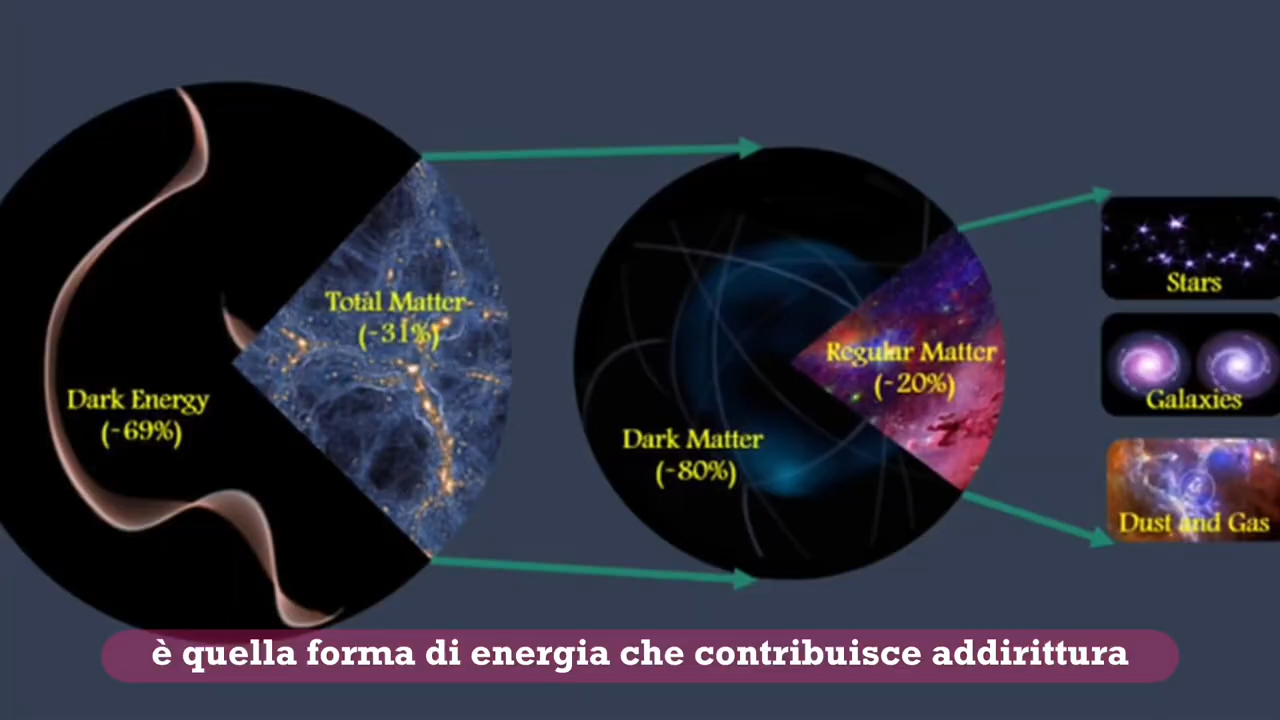 Total Matter-
(-31%)
Dark Energy
(-69%)
Regular Matter
(-20%)
Dark Matter
(-80%)
Stars
Galaxies
Dust and Gas
è quella forma di energia che contribuisce addirittura